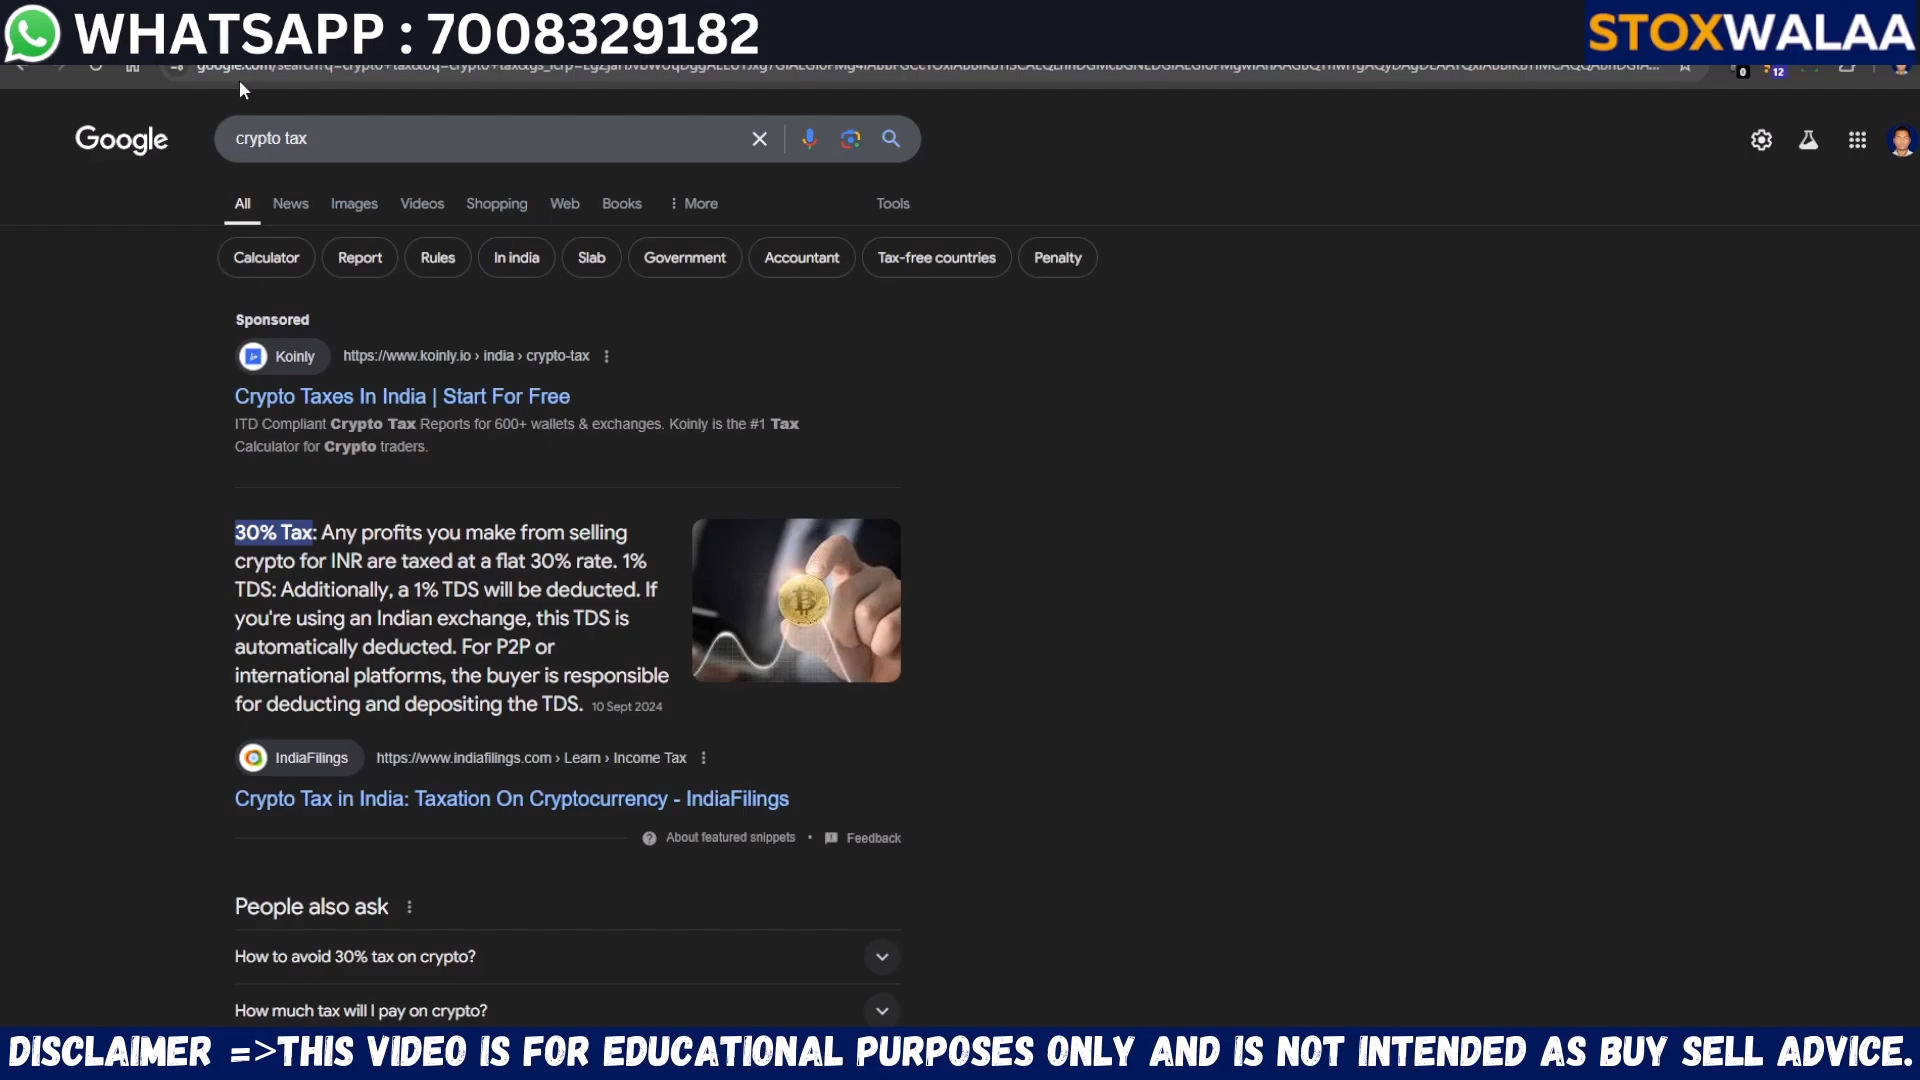 WHATSAPP : 7008329182
STOXWALAA
0
12
Google
crypto tax
All
News
Images
Videos
Shopping
Web
Books
More
Tools
Calculator
Report
Rules
In india
Slab
Government
Accountant
Tax-free countries
Penalty
Sponsored
Koinly
https://www.koinly.io › india › crypto-tax
Crypto Taxes In India | Start For Free
ITD Compliant Crypto Tax Reports for 600+ wallets & exchanges. Koinly is the #1 Tax
Calculator for Crypto traders.
30% Tax: Any profits you make from selling
crypto for INR are taxed at a flat 30% rate. 1%
TDS: Additionally, a 1% TDS will be deducted. If
you're using an Indian exchange, this TDS is
automatically deducted. For P2P or
international platforms, the buyer is responsible
for deducting and depositing the TDS. 10 Sept 2024
IndiaFilings
https://www.indiafilings.com › Learn › Income Tax
Crypto Tax in India: Taxation On Cryptocurrency - IndiaFilings
About featured snippets • Feedback
People also ask
How to avoid 30% tax on crypto?
How much tax will I pay on crypto?
DISCLAIMER =>THIS VIDEO IS FOR EDUCATIONAL PURPOSES ONLY AND IS NOT INTENDED AS BUY SELL ADVICE.